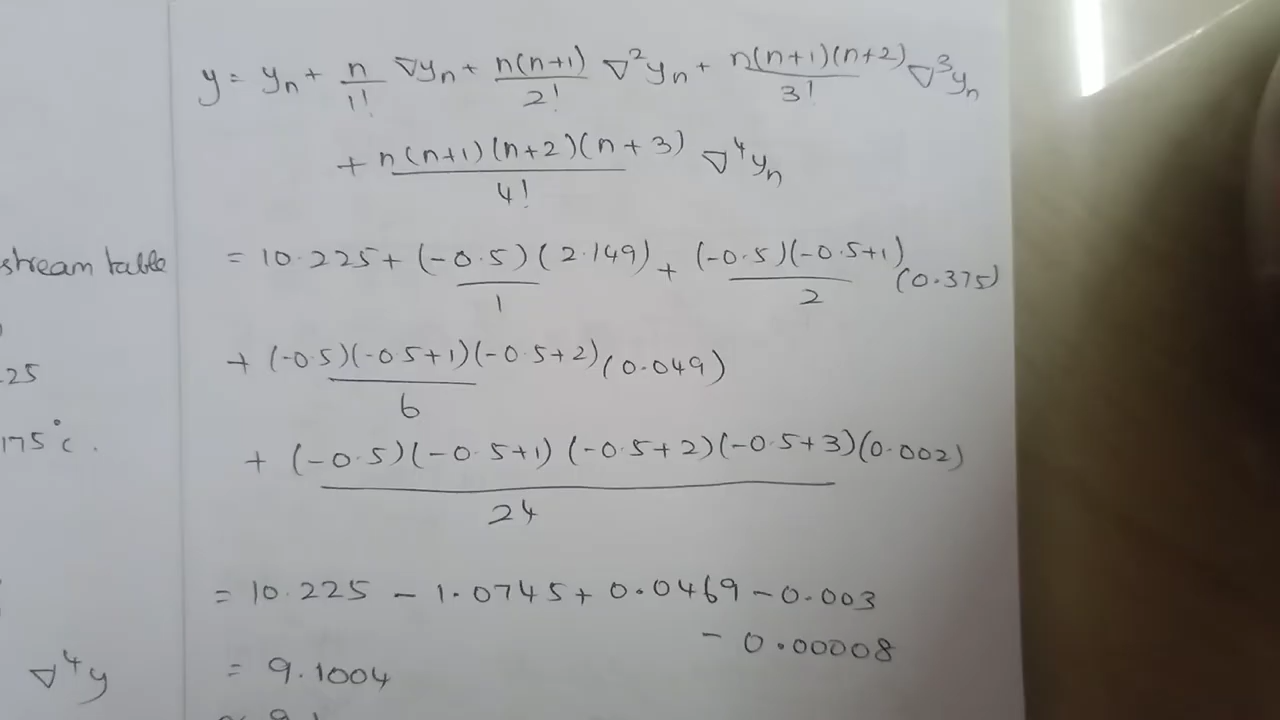 y = yₙ + n/1! ∇yₙ + n(n+1)/2! ∇²yₙ + n(n+1)(n+2)/3! ∇³yₙ
+ n(n+1)(n+2)(n+3)/4! ∇⁴yₙ
stream table
= 10.225 + (-0.5)(2.149)/1 + (-0.5)(-0.5+1)/2 (0.375)
25
+ (-0.5)(-0.5+1)(-0.5+2)/6 (0.049)
175°c.
+ (-0.5)(-0.5+1)(-0.5+2)(-0.5+3)(0.002)/24
= 10.225 - 1.0745 + 0.0469 - 0.003
- 0.00008
∇⁴y
= 9.1004